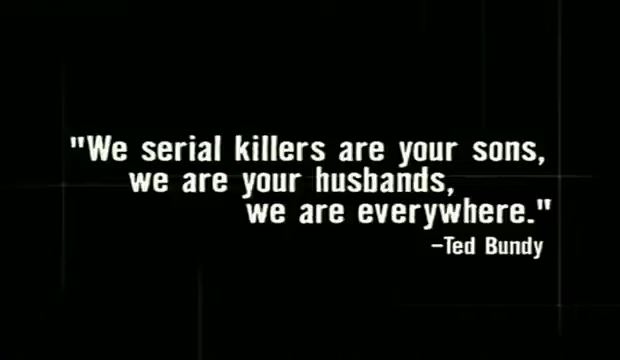 "We serial killers are your sons,
we are your husbands,
we are everywhere."
–Ted Bundy